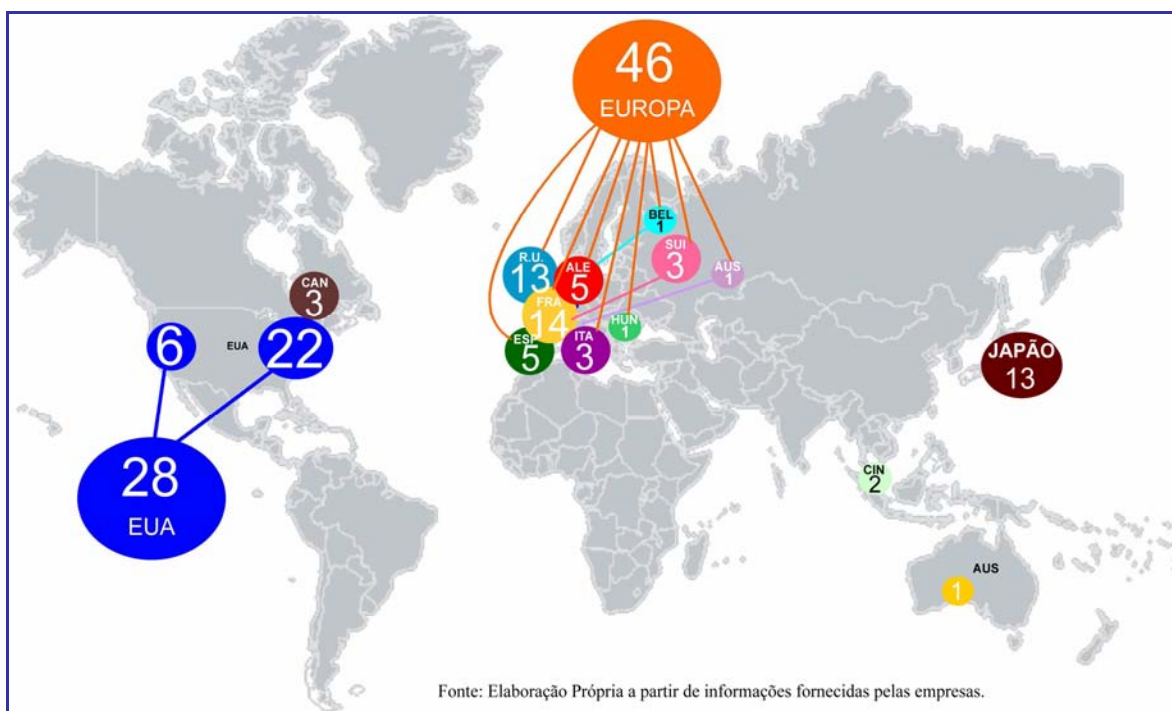 46
EUROPA
BEL
1
R.U.
13
ALE
5
SUI
3
AUS
1
CAN
3
FRA
14
HUN
1
6
EUA
22
ESP
5
ITA
3
JAPÃO
13
28
EUA
CIN
2
AUS
1
Fonte: Elaboração Própria a partir de informações fornecidas pelas empresas.